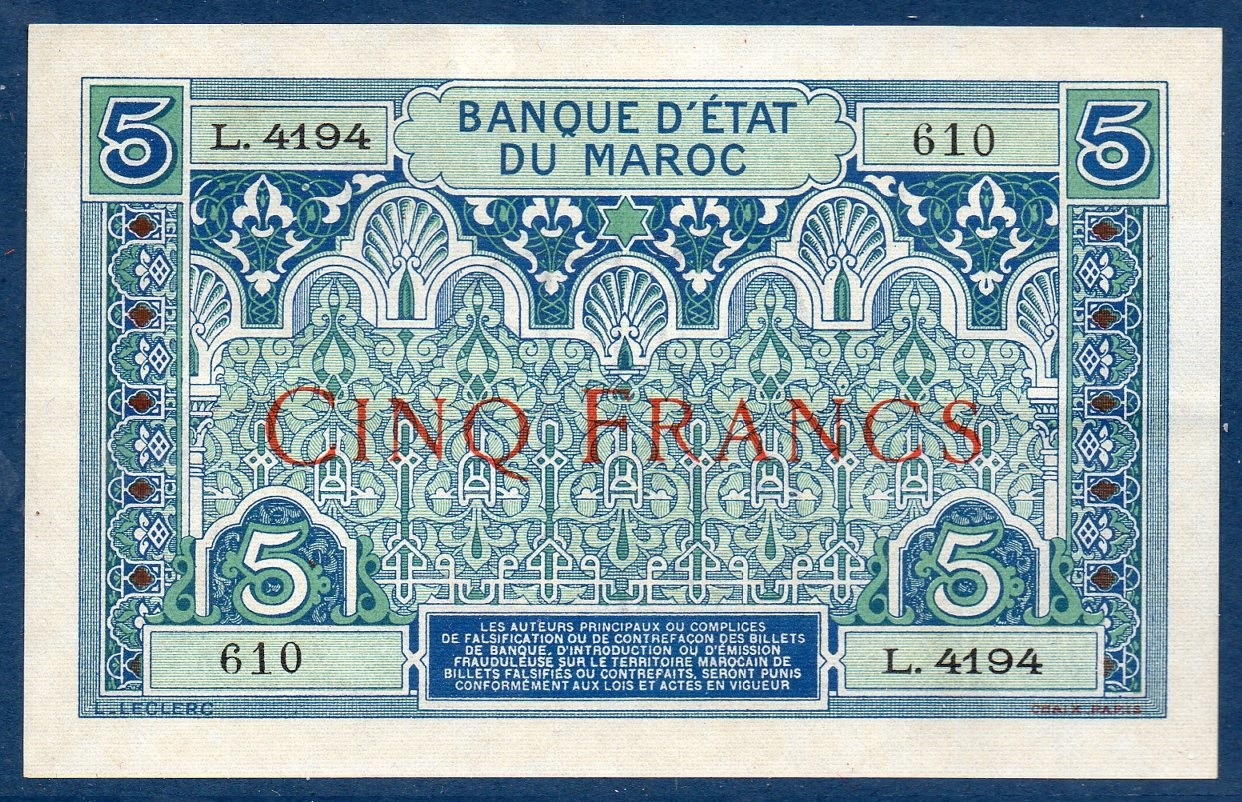 5
L. 4194
BANQUE D'ÉTAT
DU MAROC
610
5
CINQ FRANCS
5
5
610
LES AUTEURS PRINCIPAUX OU COMPLICES
DE FALSIFICATION OU DE CONTREFAÇON DES BILLETS
DE BANQUE, D'INTRODUCTION OU D'ÉMISSION
FRAUDULEUSE SUR LE TERRITOIRE MAROCAIN DE
BILLETS FALSIFIÉS OU CONTREFAITS, SERONT PUNIS
CONFORMÉMENT AUX LOIS ET ACTES EN VIGUEUR
L. 4194
L. LECLERC
CHAIX PARIS